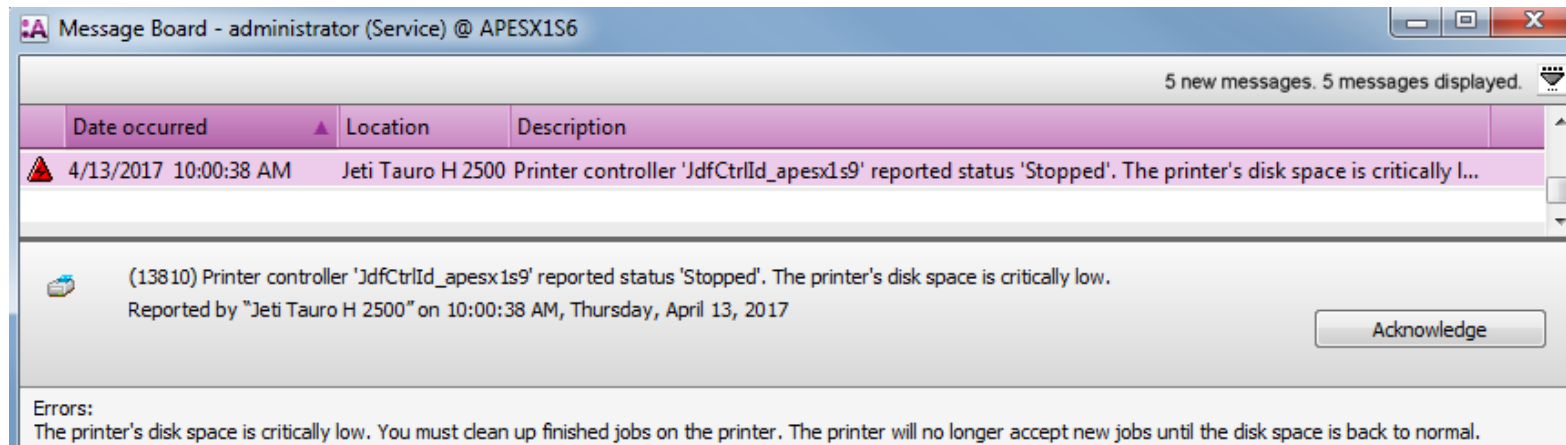 :A Message Board - administrator (Service) @ APESX1S6
5 new messages. 5 messages displayed.
Date occurred Location Description
4/13/2017 10:00:38 AM Jeti Tauro H 2500 Printer controller 'JdfCtrlId_apesx1s9' reported status 'Stopped'. The printer's disk space is critically l...
(13810) Printer controller 'JdfCtrlId_apesx1s9' reported status 'Stopped'. The printer's disk space is critically low.
Reported by "Jeti Tauro H 2500" on 10:00:38 AM, Thursday, April 13, 2017
Acknowledge
Errors:
The printer's disk space is critically low. You must clean up finished jobs on the printer. The printer will no longer accept new jobs until the disk space is back to normal.